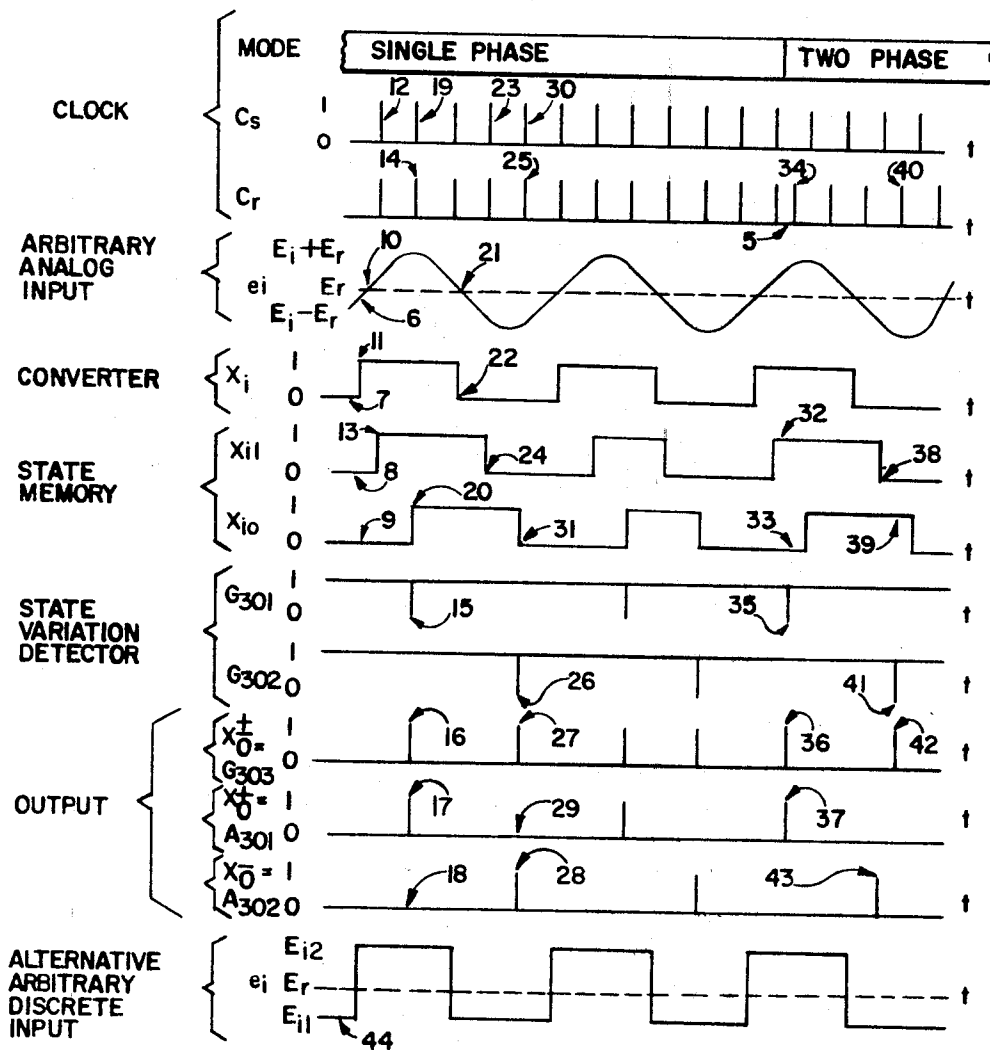 MODE SINGLE PHASE TWO PHASE
CLOCK
12 19 23 30
Cs 1 0 t
14 25 34 40
Cr t
5
ARBITRARY ANALOG INPUT
ei Ei+Er Er Ei−Er
10 21 6 t
CONVERTER
Xi 1 0
11 22 7 t
STATE MEMORY
Xi1 1 0
13 8 24 32 38 t
Xio 1 0
20 9 31 33 39 t
STATE VARIATION DETECTOR
G301 1 0
15 35 t
G302 1 0
26 41 t
OUTPUT
X±0 = G303 1 0
16 27 36 42 t
X+0 = A301 1 0
17 29 37 t
X−0 = A302 1 0
18 28 43 t
ALTERNATIVE ARBITRARY DISCRETE INPUT
ei Ei2 Er Ei1
44 t